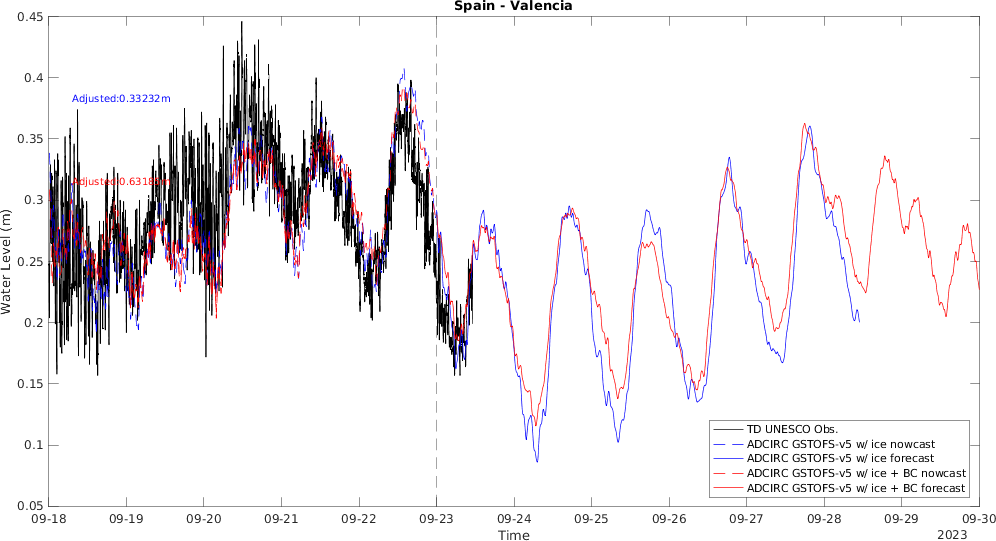 Spain - Valencia
Water Level (m)
0.45
0.4
0.35
0.3
0.25
0.2
0.15
0.1
0.05
Adjusted:0.33232m
TD UNESCO Obs.
ADCIRC GSTOFS-v5 w/ ice nowcast
ADCIRC GSTOFS-v5 w/ ice forecast
ADCIRC GSTOFS-v5 w/ ice + BC nowcast
ADCIRC GSTOFS-v5 w/ ice + BC forecast
09-18 09-19 09-20 09-21 09-22 09-23 09-24 09-25 09-26 09-27 09-28 09-29 09-30
Time
2023